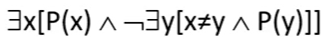 ∃x[P(x) ∧ ¬∃y[x≠y ∧ P(y)]]